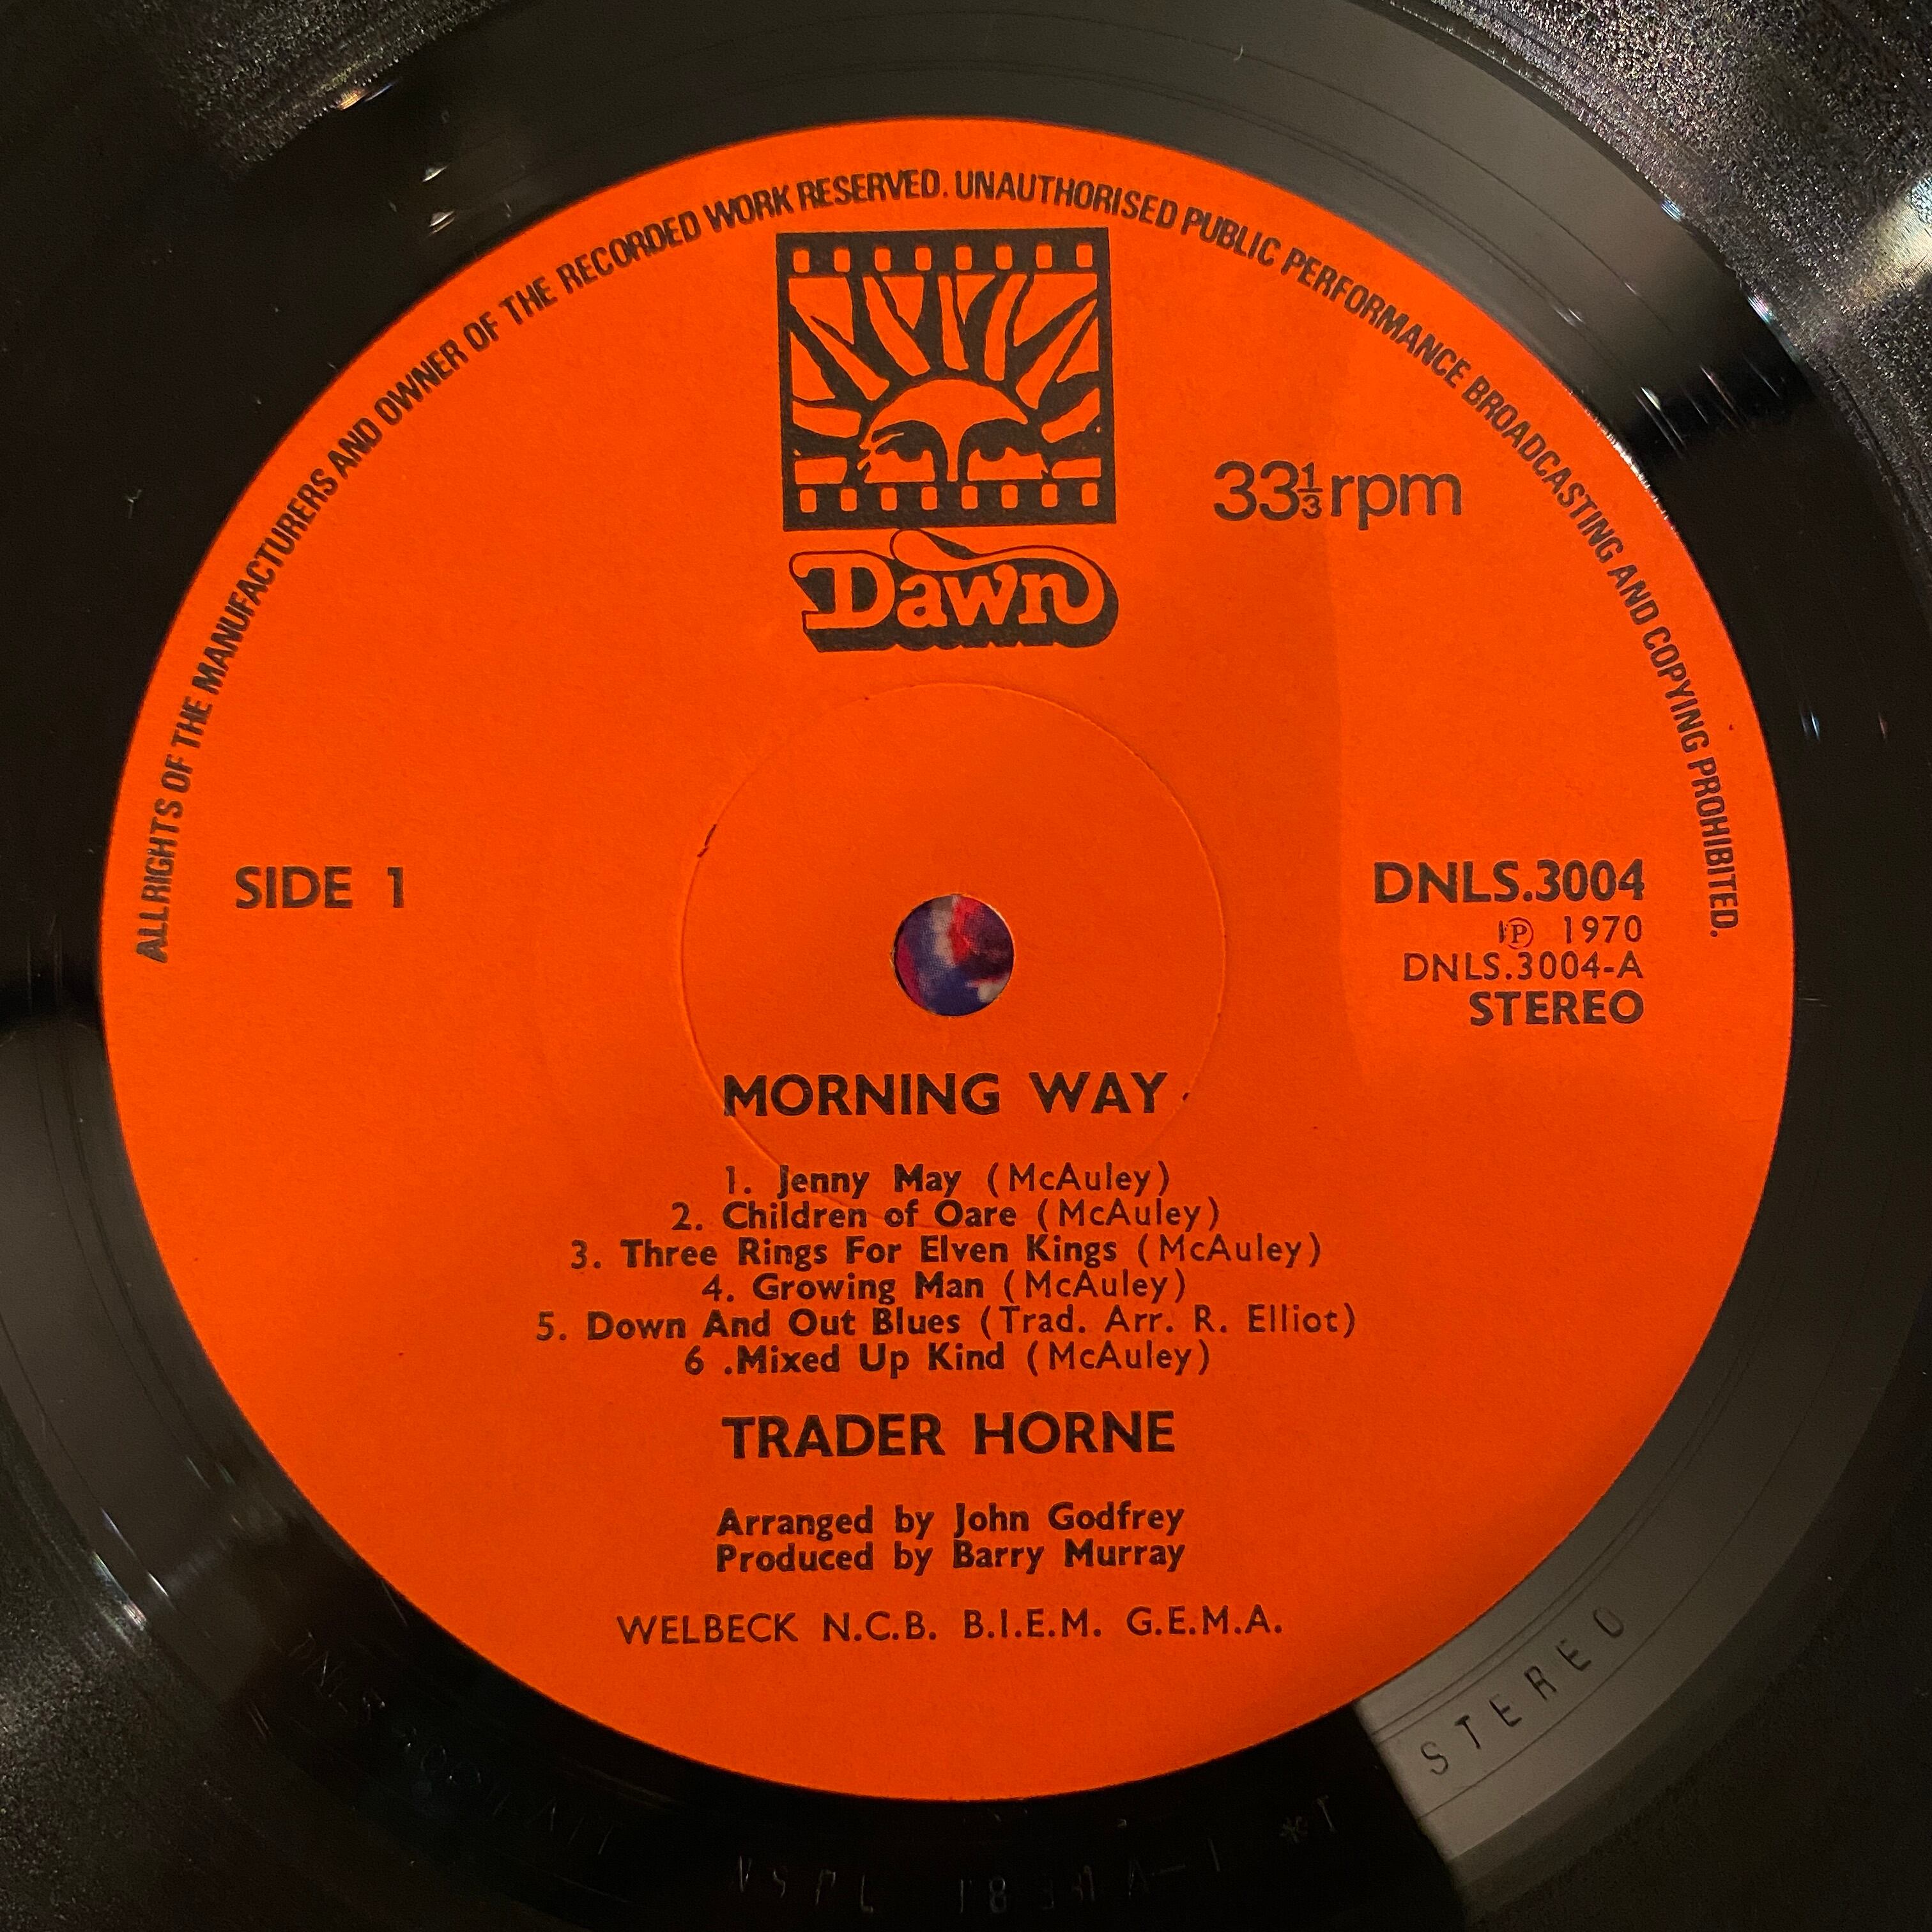 ALLRIGHTS OF THE MANUFACTURERS AND OWNER OF THE RECORDED WORK RESERVED. UNAUTHORISED PUBLIC PERFORMANCE BROADCASTING AND COPYING PROHIBITED.
33⅓rpm
Dawn
SIDE 1
DNLS.3004
℗ 1970
DNLS.3004-A
STEREO
MORNING WAY
1. Jenny May (McAuley)
2. Children of Oare (McAuley)
3. Three Rings For Elven Kings (McAuley)
4. Growing Man (McAuley)
5. Down And Out Blues (Trad. Arr. R. Elliot)
6 .Mixed Up Kind (McAuley)
TRADER HORNE
Arranged by John Godfrey
Produced by Barry Murray
WELBECK N.C.B. B.I.E.M. G.E.M.A.
STEREO